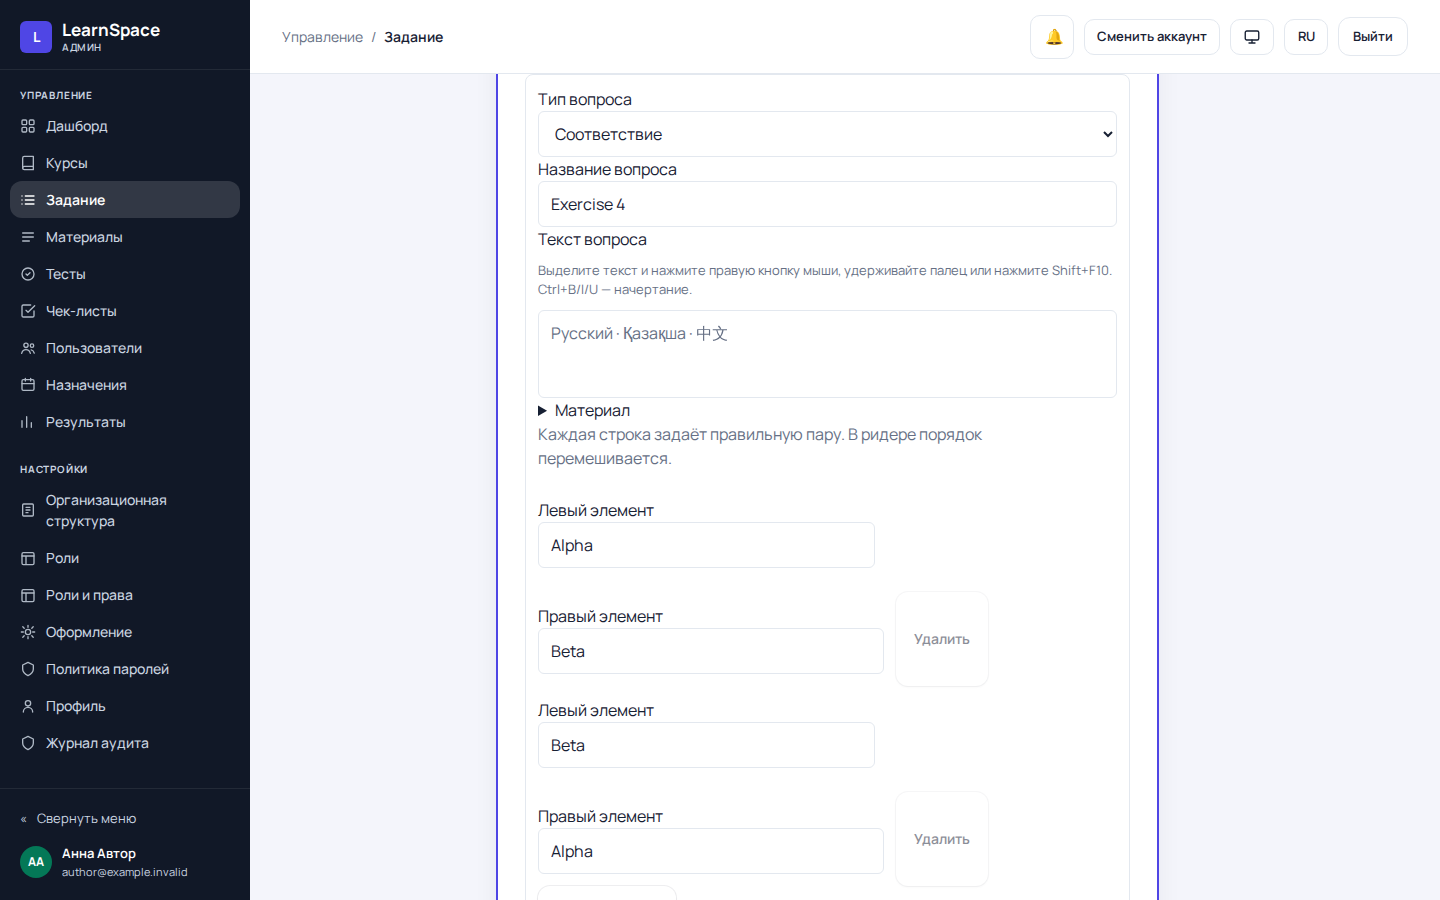 L
LearnSpace
АДМИН
УПРАВЛЕНИЕ
Дашборд
Курсы
Задание
Материалы
Тесты
Чек-листы
Пользователи
Назначения
Результаты
НАСТРОЙКИ
Организационная
структура
Роли
Роли и права
Оформление
Политика паролей
Профиль
Журнал аудита
« Свернуть меню
АА
Анна Автор
author@example.invalid
Управление / Задание
Сменить аккаунт
RU
Выйти
Тип вопроса
Соответствие
Название вопроса
Exercise 4
Текст вопроса
Выделите текст и нажмите правую кнопку мыши, удерживайте палец или нажмите Shift+F10.
Ctrl+B/I/U — начертание.
Русский · Қазақша · 中文
Материал
Каждая строка задаёт правильную пару. В ридере порядок
перемешивается.
Левый элемент
Alpha
Правый элемент
Beta
Удалить
Левый элемент
Beta
Правый элемент
Alpha
Удалить